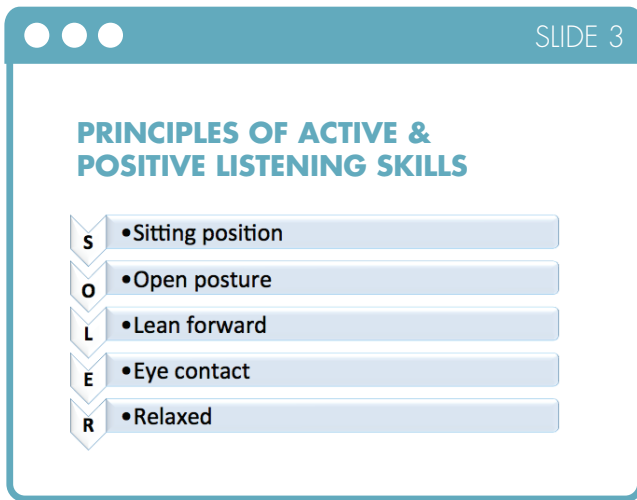 SLIDE 3
PRINCIPLES OF ACTIVE &
POSITIVE LISTENING SKILLS
S •Sitting position
O •Open posture
L •Lean forward
E •Eye contact
R •Relaxed